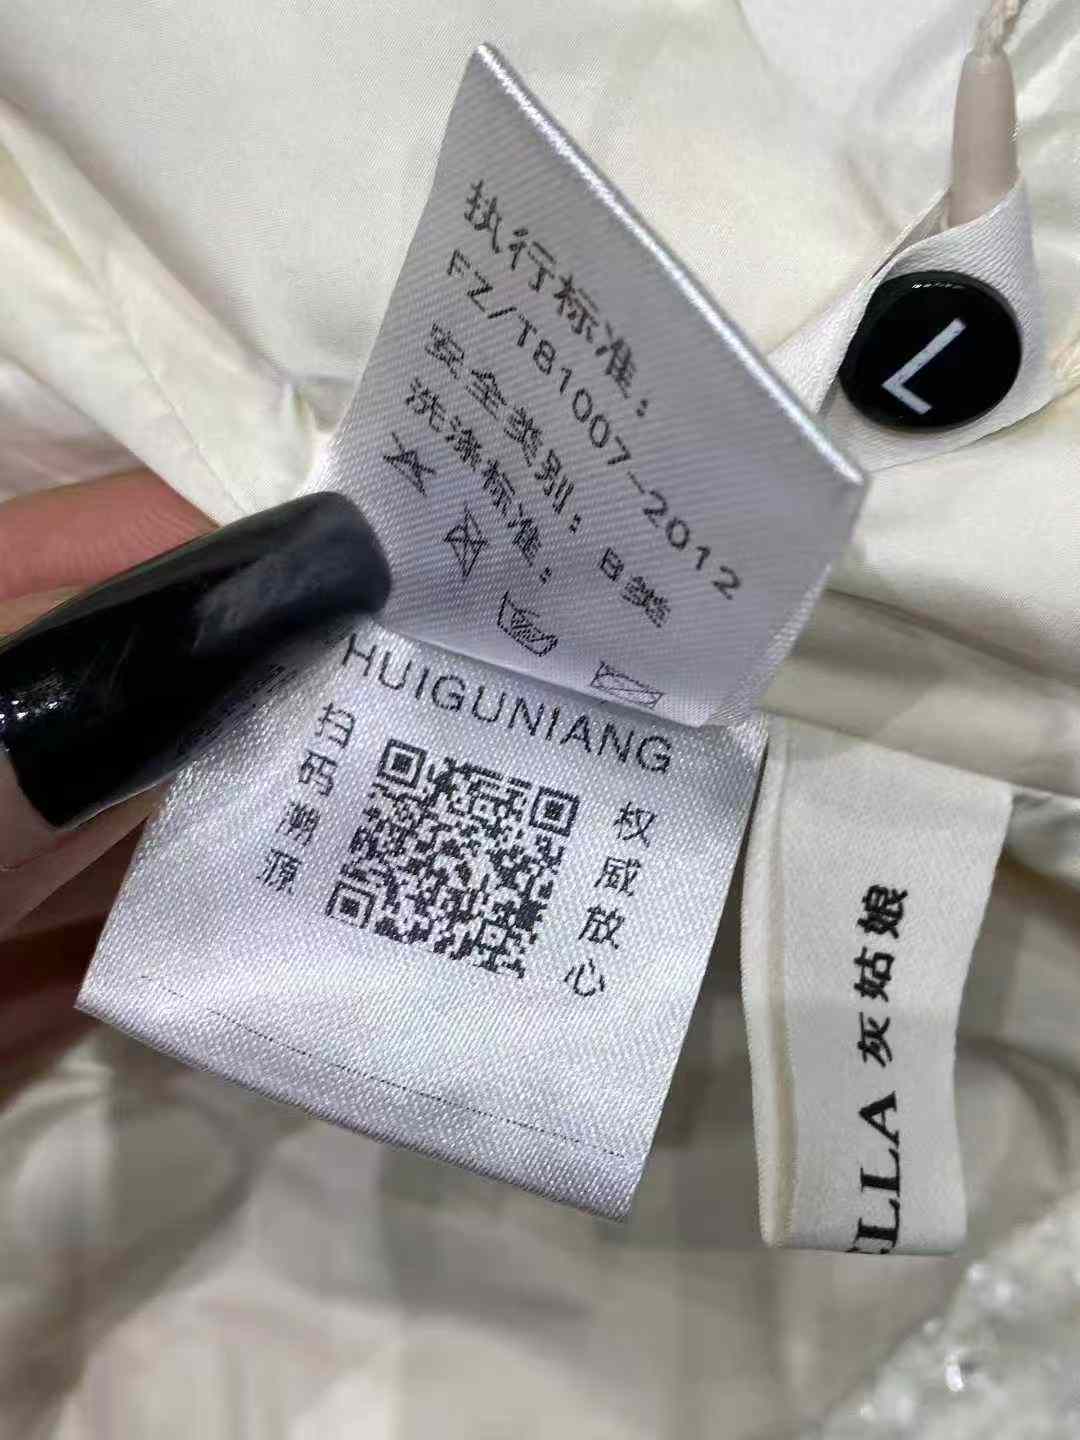 执行标准：
FZ/T81007-2012
安全类别：B类
洗涤标准：
HUIGUNIANG
扫码溯源
权威放心
L
ELLA 灰姑娘